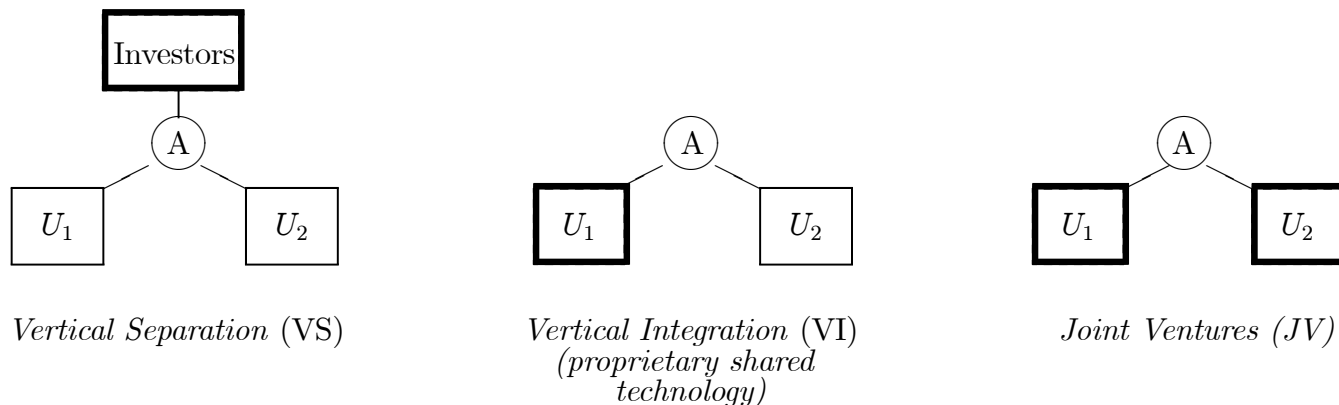 Investors
A
U1
U2
Vertical Separation (VS)
A
U1
U2
Vertical Integration (VI)
(proprietary shared
technology)
A
U1
U2
Joint Ventures (JV)